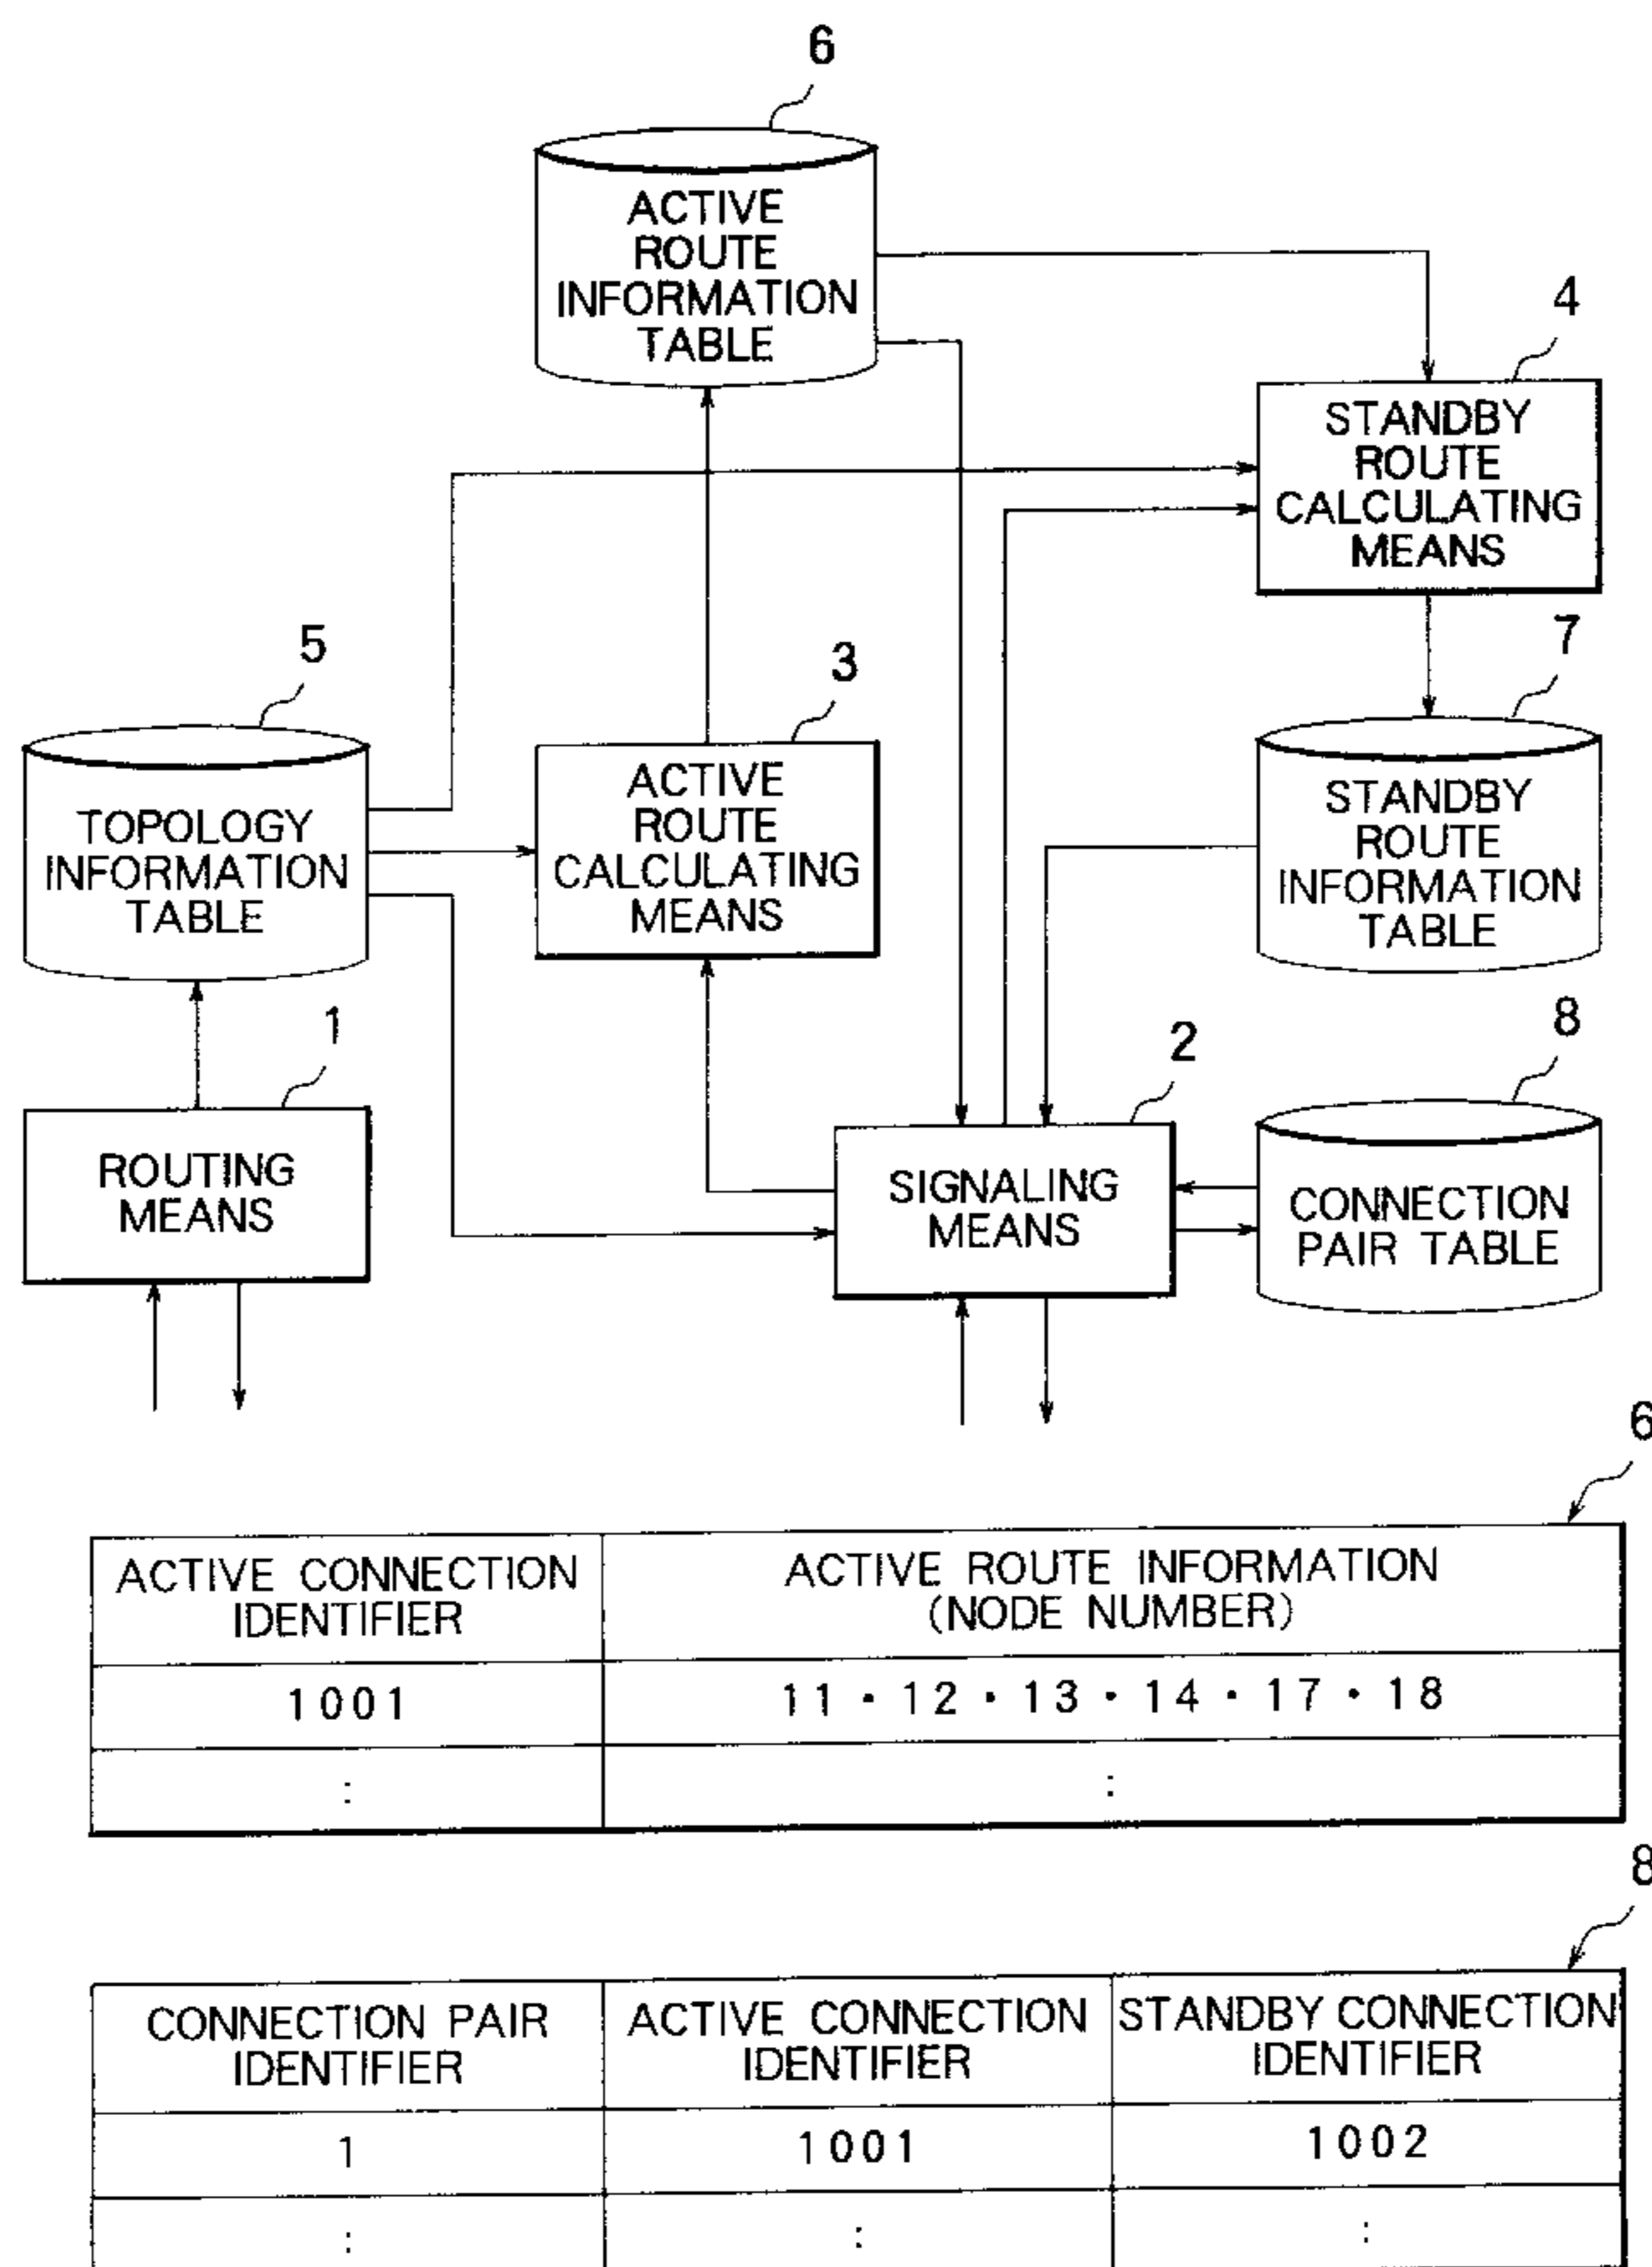 6
ACTIVE
ROUTE
INFORMATION
TABLE
4
STANDBY
ROUTE
CALCULATING
MEANS
5
3
7
TOPOLOGY
INFORMATION
TABLE
ACTIVE
ROUTE
CALCULATING
MEANS
STANDBY
ROUTE
INFORMATION
TABLE
1
2
8
ROUTING
MEANS
SIGNALING
MEANS
CONNECTION
PAIR TABLE
6
ACTIVE CONNECTION
IDENTIFIER
ACTIVE ROUTE INFORMATION
(NODE NUMBER)
1001
11・12・13・14・17・18
:
:
8
CONNECTION PAIR
IDENTIFIER
ACTIVE CONNECTION
IDENTIFIER
STANDBY CONNECTION
IDENTIFIER
1
1001
1002
:
:
: